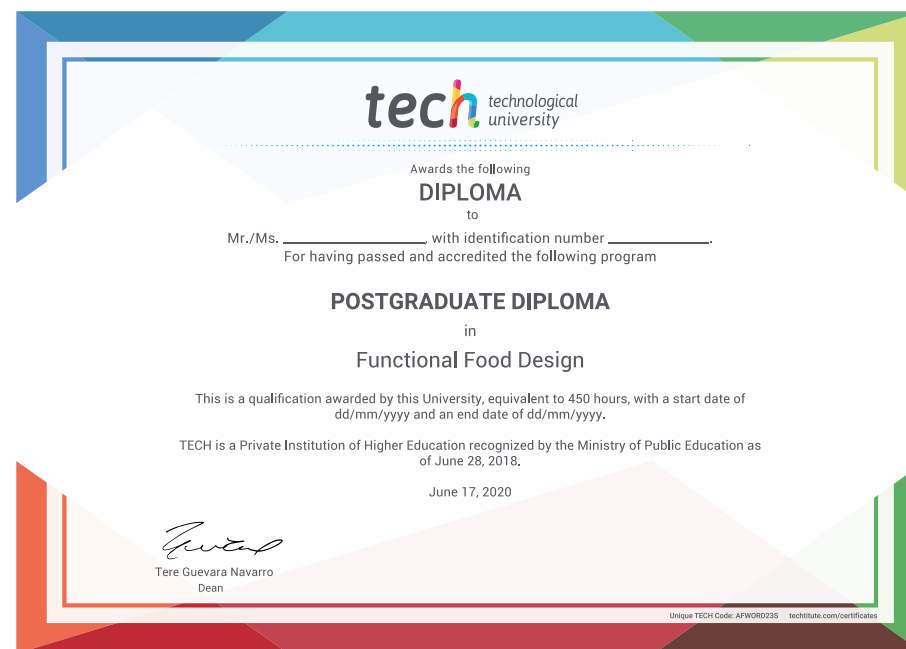 tech technological
university
Awards the following
DIPLOMA
to
Mr./Ms. ____________________, with identification number ______________.
For having passed and accredited the following program
POSTGRADUATE DIPLOMA
in
Functional Food Design
This is a qualification awarded by this University, equivalent to 450 hours, with a start date of
dd/mm/yyyy and an end date of dd/mm/yyyy.
TECH is a Private Institution of Higher Education recognized by the Ministry of Public Education as
of June 28, 2018.
June 17, 2020
Tere Guevara Navarro
Dean
Unique TECH Code: AFWORD23S techtitute.com/certificates